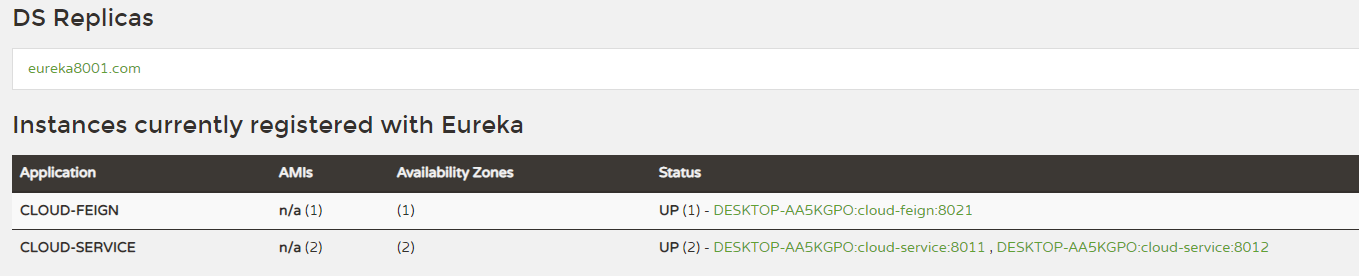 DS Replicas
eureka8001.com
Instances currently registered with Eureka
Application AMIs Availability Zones Status
CLOUD-FEIGN n/a (1) (1) UP (1) - DESKTOP-AA5KGPO:cloud-feign:8021
CLOUD-SERVICE n/a (2) (2) UP (2) - DESKTOP-AA5KGPO:cloud-service:8011 , DESKTOP-AA5KGPO:cloud-service:8012